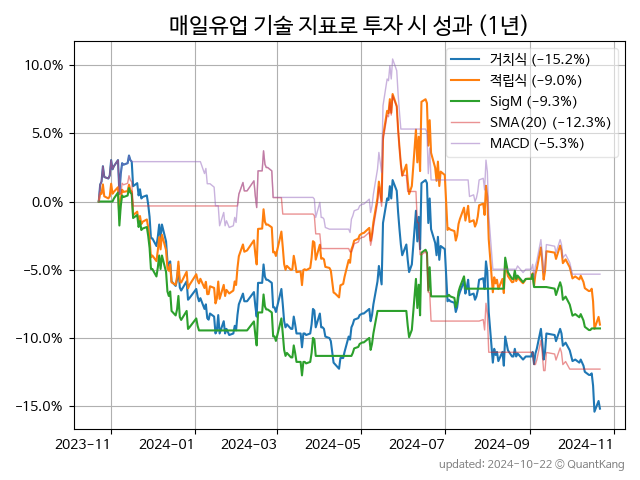 매일유업 기술 지표로 투자 시 성과 (1년)
10.0%
5.0%
0.0%
−5.0%
−10.0%
−15.0%
거치식 (−15.2%)
적립식 (−9.0%)
SigM (−9.3%)
SMA(20) (−12.3%)
MACD (−5.3%)
2023-11
2024-01
2024-03
2024-05
2024-07
2024-09
2024-11
updated: 2024-10-22 © QuantKang